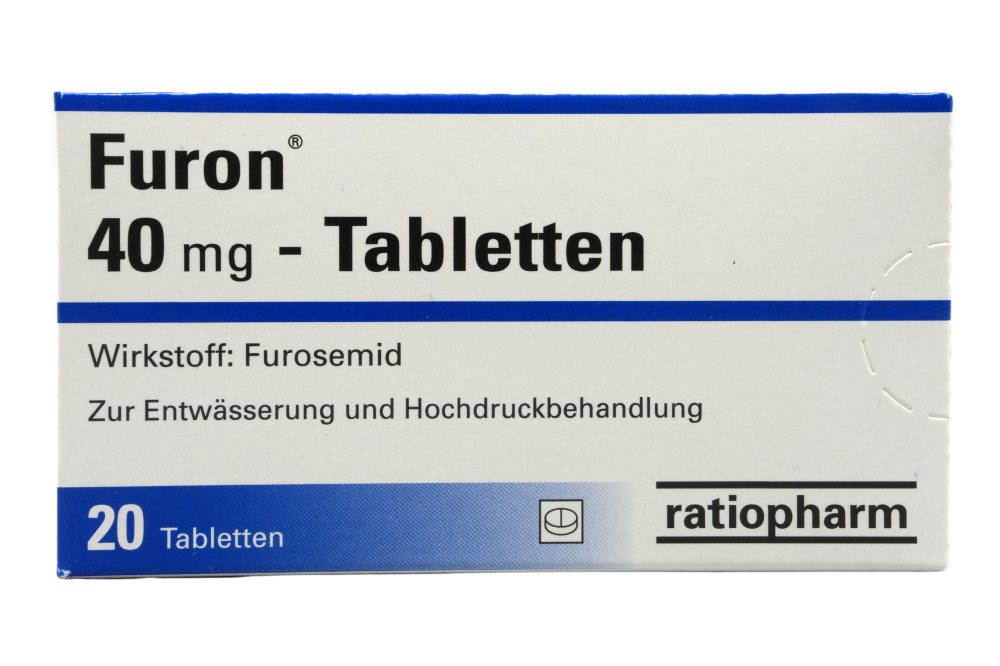 Furon®
40 mg - Tabletten
Wirkstoff: Furosemid
Zur Entwässerung und Hochdruckbehandlung
20 Tabletten
ratiopharm